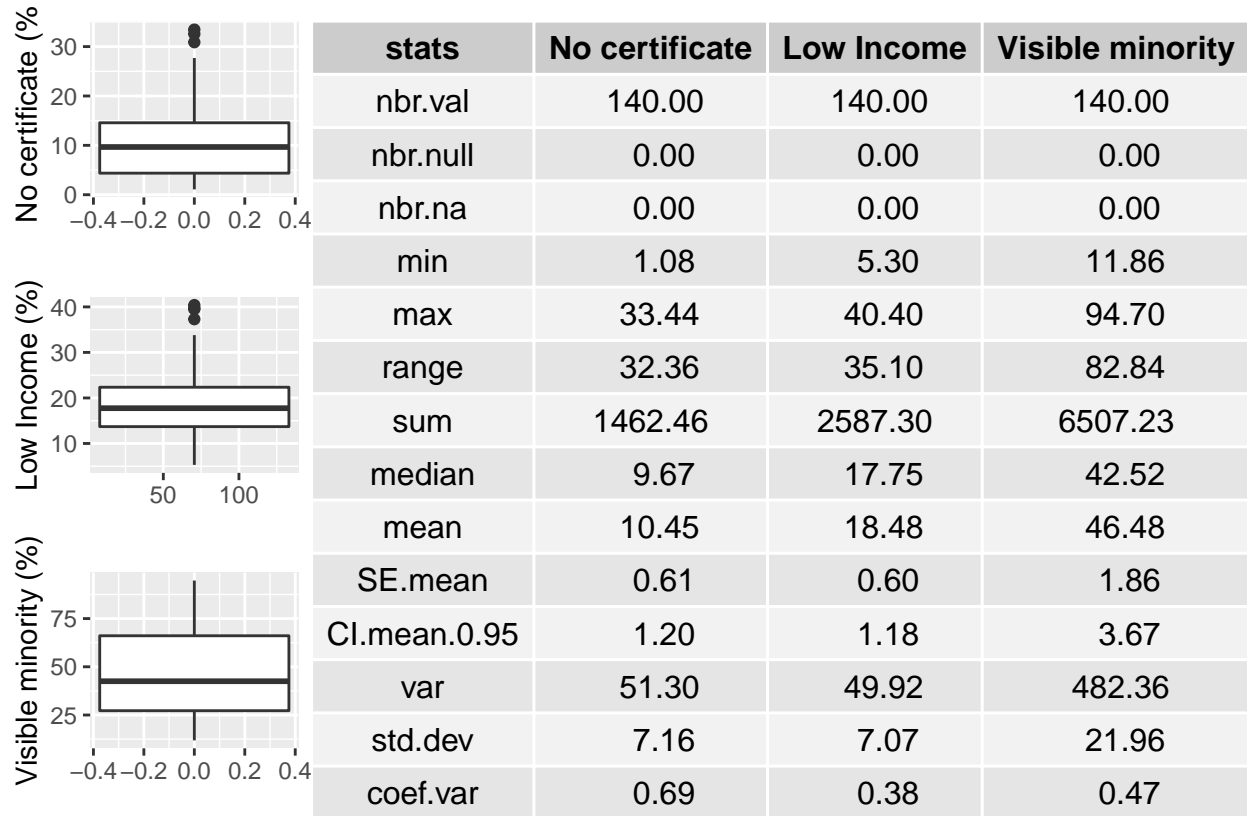 No certificate (%
30
20
10
0
−0.4 −0.2 0.0 0.2 0.4
Low Income (%)
40
30
20
10
50 100
Visible minority (%)
75
50
25
−0.4 −0.2 0.0 0.2 0.4
stats No certificate Low Income Visible minority
nbr.val 140.00 140.00 140.00
nbr.null 0.00 0.00 0.00
nbr.na 0.00 0.00 0.00
min 1.08 5.30 11.86
max 33.44 40.40 94.70
range 32.36 35.10 82.84
sum 1462.46 2587.30 6507.23
median 9.67 17.75 42.52
mean 10.45 18.48 46.48
SE.mean 0.61 0.60 1.86
CI.mean.0.95 1.20 1.18 3.67
var 51.30 49.92 482.36
std.dev 7.16 7.07 21.96
coef.var 0.69 0.38 0.47